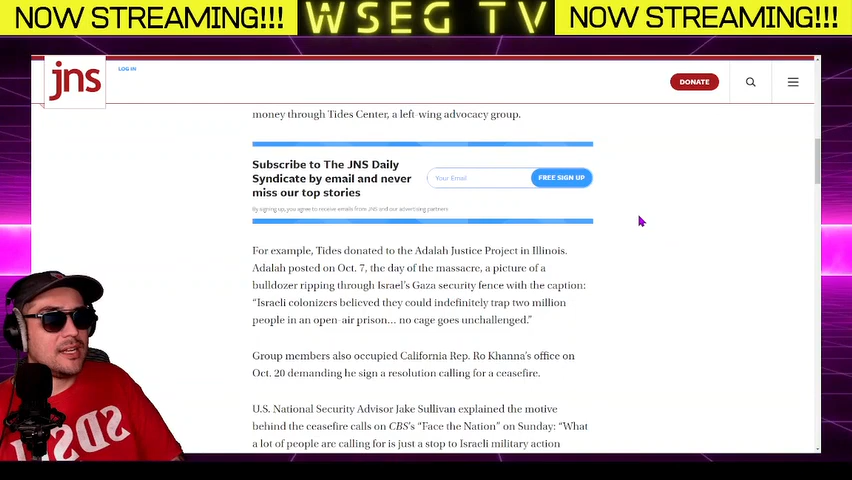 NOW STREAMING!!!
WSEG TV
NOW STREAMING!!!
jns
LOG IN
DONATE
money through Tides Center, a left-wing advocacy group.
Subscribe to The JNS Daily
Syndicate by email and never
miss our top stories
Your Email
FREE SIGN UP
By signing up, you agree to receive emails from JNS and our advertising partners.
For example, Tides donated to the Adalah Justice Project in Illinois.
Adalah posted on Oct. 7, the day of the massacre, a picture of a
bulldozer ripping through Israel's Gaza security fence with the caption:
“Israeli colonizers believed they could indefinitely trap two million
people in an open-air prison… no cage goes unchallenged.”
Group members also occupied California Rep. Ro Khanna's office on
Oct. 20 demanding he sign a resolution calling for a ceasefire.
U.S. National Security Advisor Jake Sullivan explained the motive
behind the ceasefire calls on CBS's “Face the Nation” on Sunday: “What
a lot of people are calling for is just a stop to Israeli military action